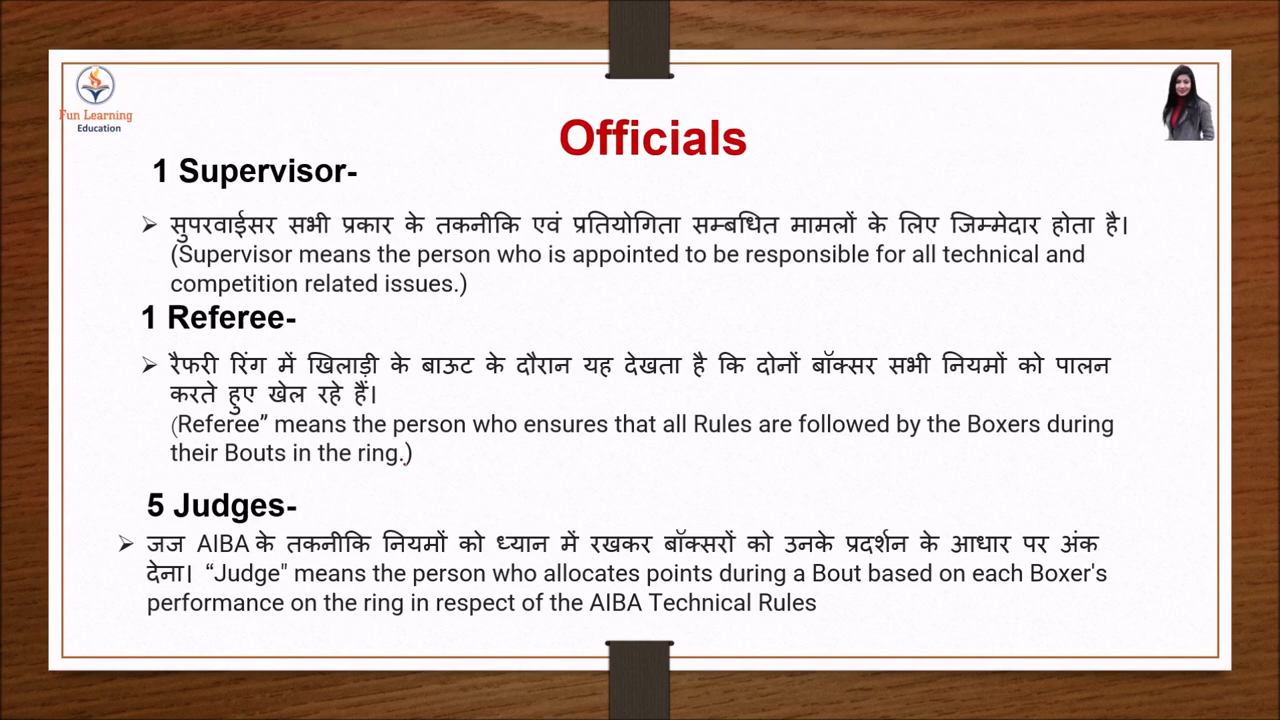 Fun Learning
Education
Officials
1 Supervisor-
➢ सुपरवाईसर सभी प्रकार के तकनीकि एवं प्रतियोगिता सम्बधित मामलों के लिए जिम्मेदार होता है।
(Supervisor means the person who is appointed to be responsible for all technical and
competition related issues.)
1 Referee-
➢ रैफरी रिंग में खिलाड़ी के बाऊट के दौरान यह देखता है कि दोनों बॉक्सर सभी नियमों को पालन
करते हुए खेल रहे हैं।
(Referee” means the person who ensures that all Rules are followed by the Boxers during
their Bouts in the ring.)
5 Judges-
➢ जज AIBA के तकनीकि नियमों को ध्यान में रखकर बॉक्सरों को उनके प्रदर्शन के आधार पर अंक
देना। “Judge" means the person who allocates points during a Bout based on each Boxer's
performance on the ring in respect of the AIBA Technical Rules